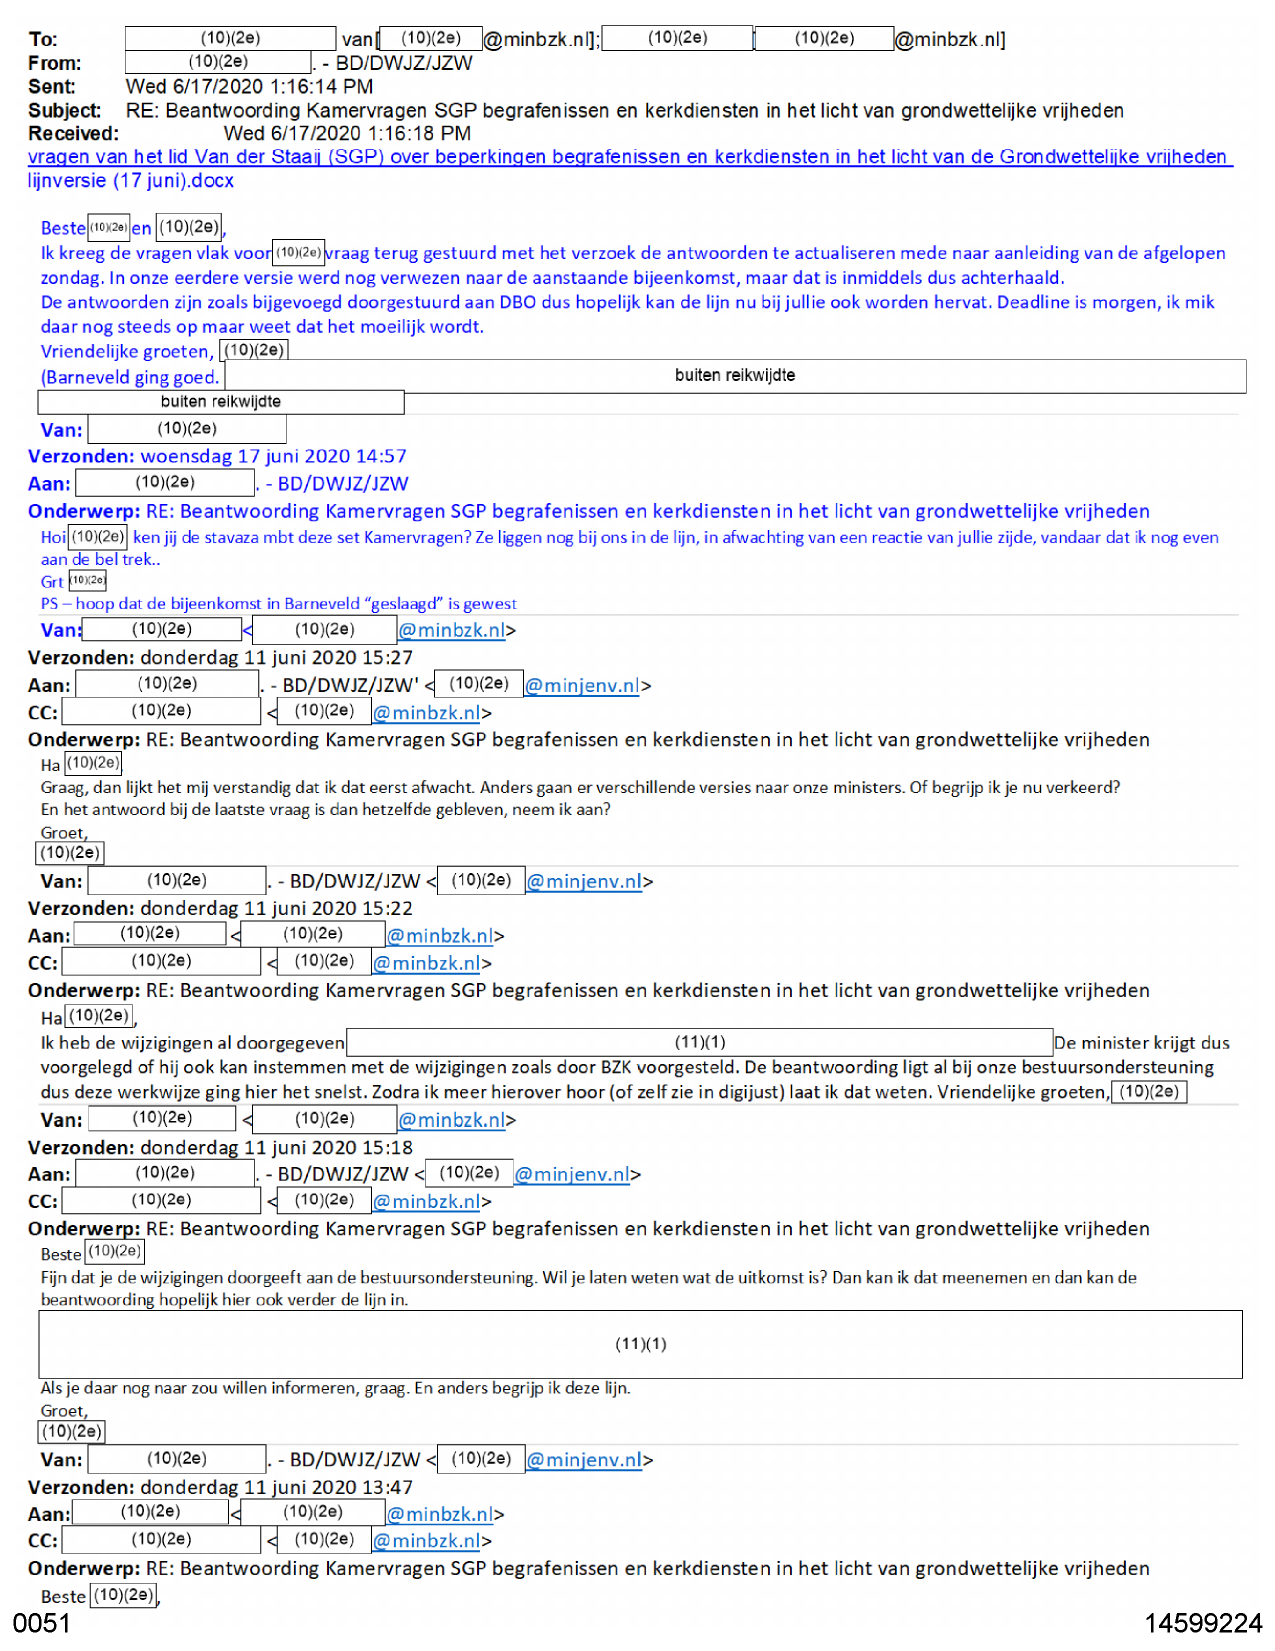 To: (10)(2e) van[ (10)(2e) @minbzk.nl]; (10)(2e) [ (10)(2e) @minbzk.nl]
From: (10)(2e) . - BD/DWJZ/JZW
Sent: Wed 6/17/2020 1:16:14 PM
Subject: RE: Beantwoording Kamervragen SGP begrafenissen en kerkdiensten in het licht van grondwettelijke vrijheden
Received: Wed 6/17/2020 1:16:18 PM
vragen van het lid Van der Staaij (SGP) over beperkingen begrafenissen en kerkdiensten in het licht van de Grondwettelijke vrijheden
lijnversie (17 juni).docx
Beste (10)(2e) en (10)(2e),
Ik kreeg de vragen vlak voor (10)(2e) vraag terug gestuurd met het verzoek de antwoorden te actualiseren mede naar aanleiding van de afgelopen
zondag. In onze eerdere versie werd nog verwezen naar de aanstaande bijeenkomst, maar dat is inmiddels dus achterhaald.
De antwoorden zijn zoals bijgevoegd doorgestuurd aan DBO dus hopelijk kan de lijn nu bij jullie ook worden hervat. Deadline is morgen, ik mik
daar nog steeds op maar weet dat het moeilijk wordt.
Vriendelijke groeten, (10)(2e)
(Barneveld ging goed. buiten reikwijdte
buiten reikwijdte
Van: (10)(2e)
Verzonden: woensdag 17 juni 2020 14:57
Aan: (10)(2e) . - BD/DWJZ/JZW
Onderwerp: RE: Beantwoording Kamervragen SGP begrafenissen en kerkdiensten in het licht van grondwettelijke vrijheden
Hoi (10)(2e) ken jij de stavaza mbt deze set Kamervragen? Ze liggen nog bij ons in de lijn, in afwachting van een reactie van jullie zijde, vandaar dat ik nog even
aan de bel trek..
Grt (10)(2e)
PS – hoop dat de bijeenkomst in Barneveld “geslaagd” is gewest
Van: (10)(2e) < (10)(2e) @minbzk.nl>
Verzonden: donderdag 11 juni 2020 15:27
Aan: (10)(2e) . - BD/DWJZ/JZW' < (10)(2e) @minjenv.nl>
CC: (10)(2e) < (10)(2e) @minbzk.nl>
Onderwerp: RE: Beantwoording Kamervragen SGP begrafenissen en kerkdiensten in het licht van grondwettelijke vrijheden
Ha (10)(2e)
Graag, dan lijkt het mij verstandig dat ik dat eerst afwacht. Anders gaan er verschillende versies naar onze ministers. Of begrijp ik je nu verkeerd?
En het antwoord bij de laatste vraag is dan hetzelfde gebleven, neem ik aan?
Groet,
(10)(2e)
Van: (10)(2e) . - BD/DWJZ/JZW < (10)(2e) @minjenv.nl>
Verzonden: donderdag 11 juni 2020 15:22
Aan: (10)(2e) < (10)(2e) @minbzk.nl>
CC: (10)(2e) < (10)(2e) @minbzk.nl>
Onderwerp: RE: Beantwoording Kamervragen SGP begrafenissen en kerkdiensten in het licht van grondwettelijke vrijheden
Ha (10)(2e),
Ik heb de wijzigingen al doorgegeven (11)(1) De minister krijgt dus
voorgelegd of hij ook kan instemmen met de wijzigingen zoals door BZK voorgesteld. De beantwoording ligt al bij onze bestuursondersteuning
dus deze werkwijze ging hier het snelst. Zodra ik meer hierover hoor (of zelf zie in digijust) laat ik dat weten. Vriendelijke groeten, (10)(2e)
Van: (10)(2e) < (10)(2e) @minbzk.nl>
Verzonden: donderdag 11 juni 2020 15:18
Aan: (10)(2e) . - BD/DWJZ/JZW < (10)(2e) @minjenv.nl>
CC: (10)(2e) < (10)(2e) @minbzk.nl>
Onderwerp: RE: Beantwoording Kamervragen SGP begrafenissen en kerkdiensten in het licht van grondwettelijke vrijheden
Beste (10)(2e)
Fijn dat je de wijzigingen doorgeeft aan de bestuursondersteuning. Wil je laten weten wat de uitkomst is? Dan kan ik dat meenemen en dan kan de
beantwoording hopelijk hier ook verder de lijn in.
(11)(1)
Als je daar nog naar zou willen informeren, graag. En anders begrijp ik deze lijn.
Groet,
(10)(2e)
Van: (10)(2e) . - BD/DWJZ/JZW < (10)(2e) @minjenv.nl>
Verzonden: donderdag 11 juni 2020 13:47
Aan: (10)(2e) < (10)(2e) @minbzk.nl>
CC: (10)(2e) < (10)(2e) @minbzk.nl>
Onderwerp: RE: Beantwoording Kamervragen SGP begrafenissen en kerkdiensten in het licht van grondwettelijke vrijheden
Beste (10)(2e),
0051 14599224